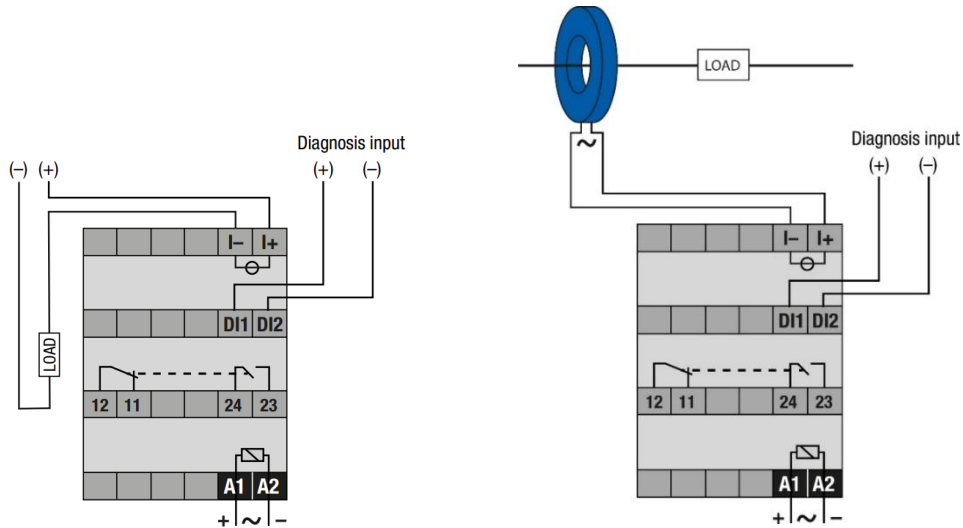 Diagnosis input
(–) (+) (+) (–)
I– I+
DI1 DI2
LOAD
12 11 24 23
A1 A2
+ ~ –
LOAD
~
Diagnosis input
(+) (–)
I– I+
DI1 DI2
12 11 24 23
A1 A2
+ ~ –